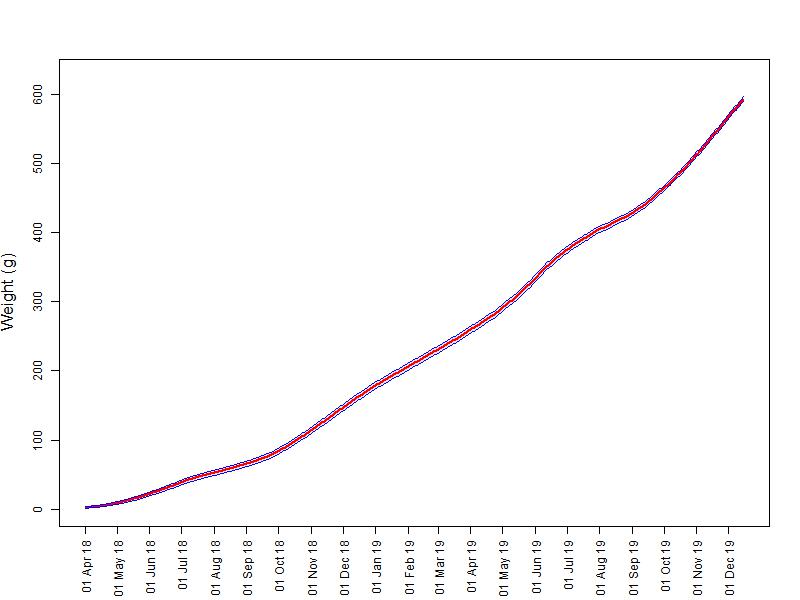 Weight (g)
600
500
400
300
200
100
0
01 Apr 18
01 May 18
01 Jun 18
01 Jul 18
01 Aug 18
01 Sep 18
01 Oct 18
01 Nov 18
01 Dec 18
01 Jan 19
01 Feb 19
01 Mar 19
01 Apr 19
01 May 19
01 Jun 19
01 Jul 19
01 Aug 19
01 Sep 19
01 Oct 19
01 Nov 19
01 Dec 19